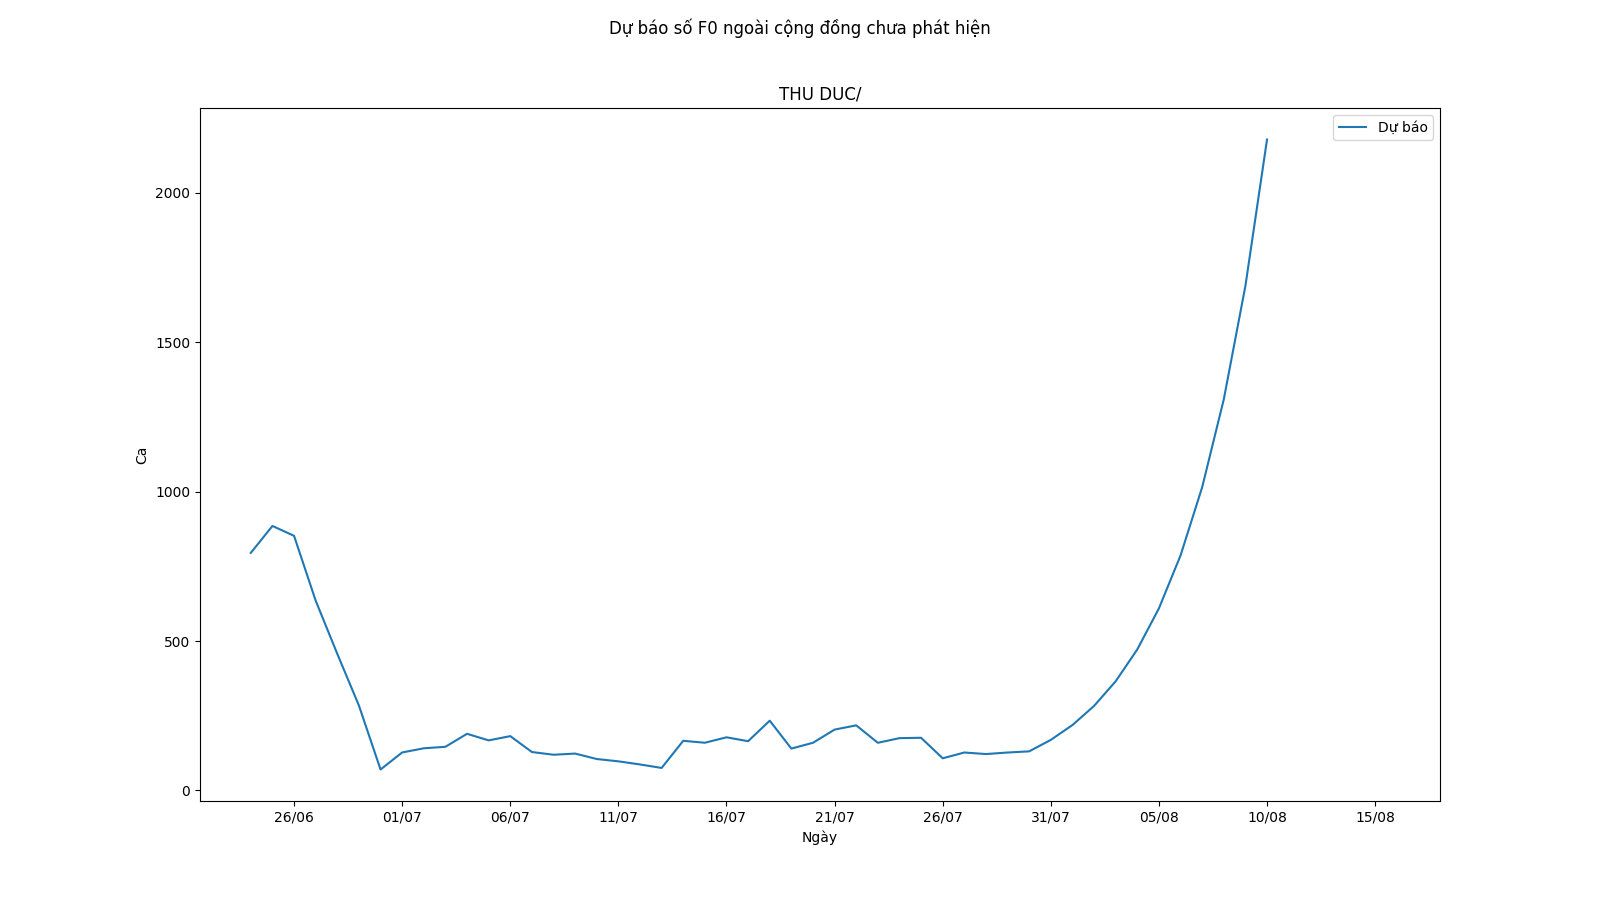 Dự báo số F0 ngoài cộng đồng chưa phát hiện
THU DUC/
Dự báo
2000
1500
1000
500
0
Ca
26/06 01/07 06/07 11/07 16/07 21/07 26/07 31/07 05/08 10/08 15/08
Ngày